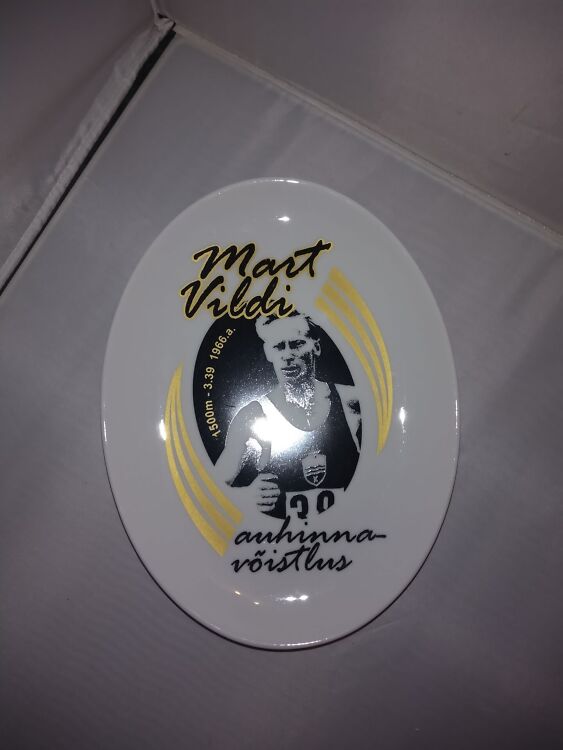 Mart
Vildi
1500m - 3.39 1966.a.
auhinna-
võistlus